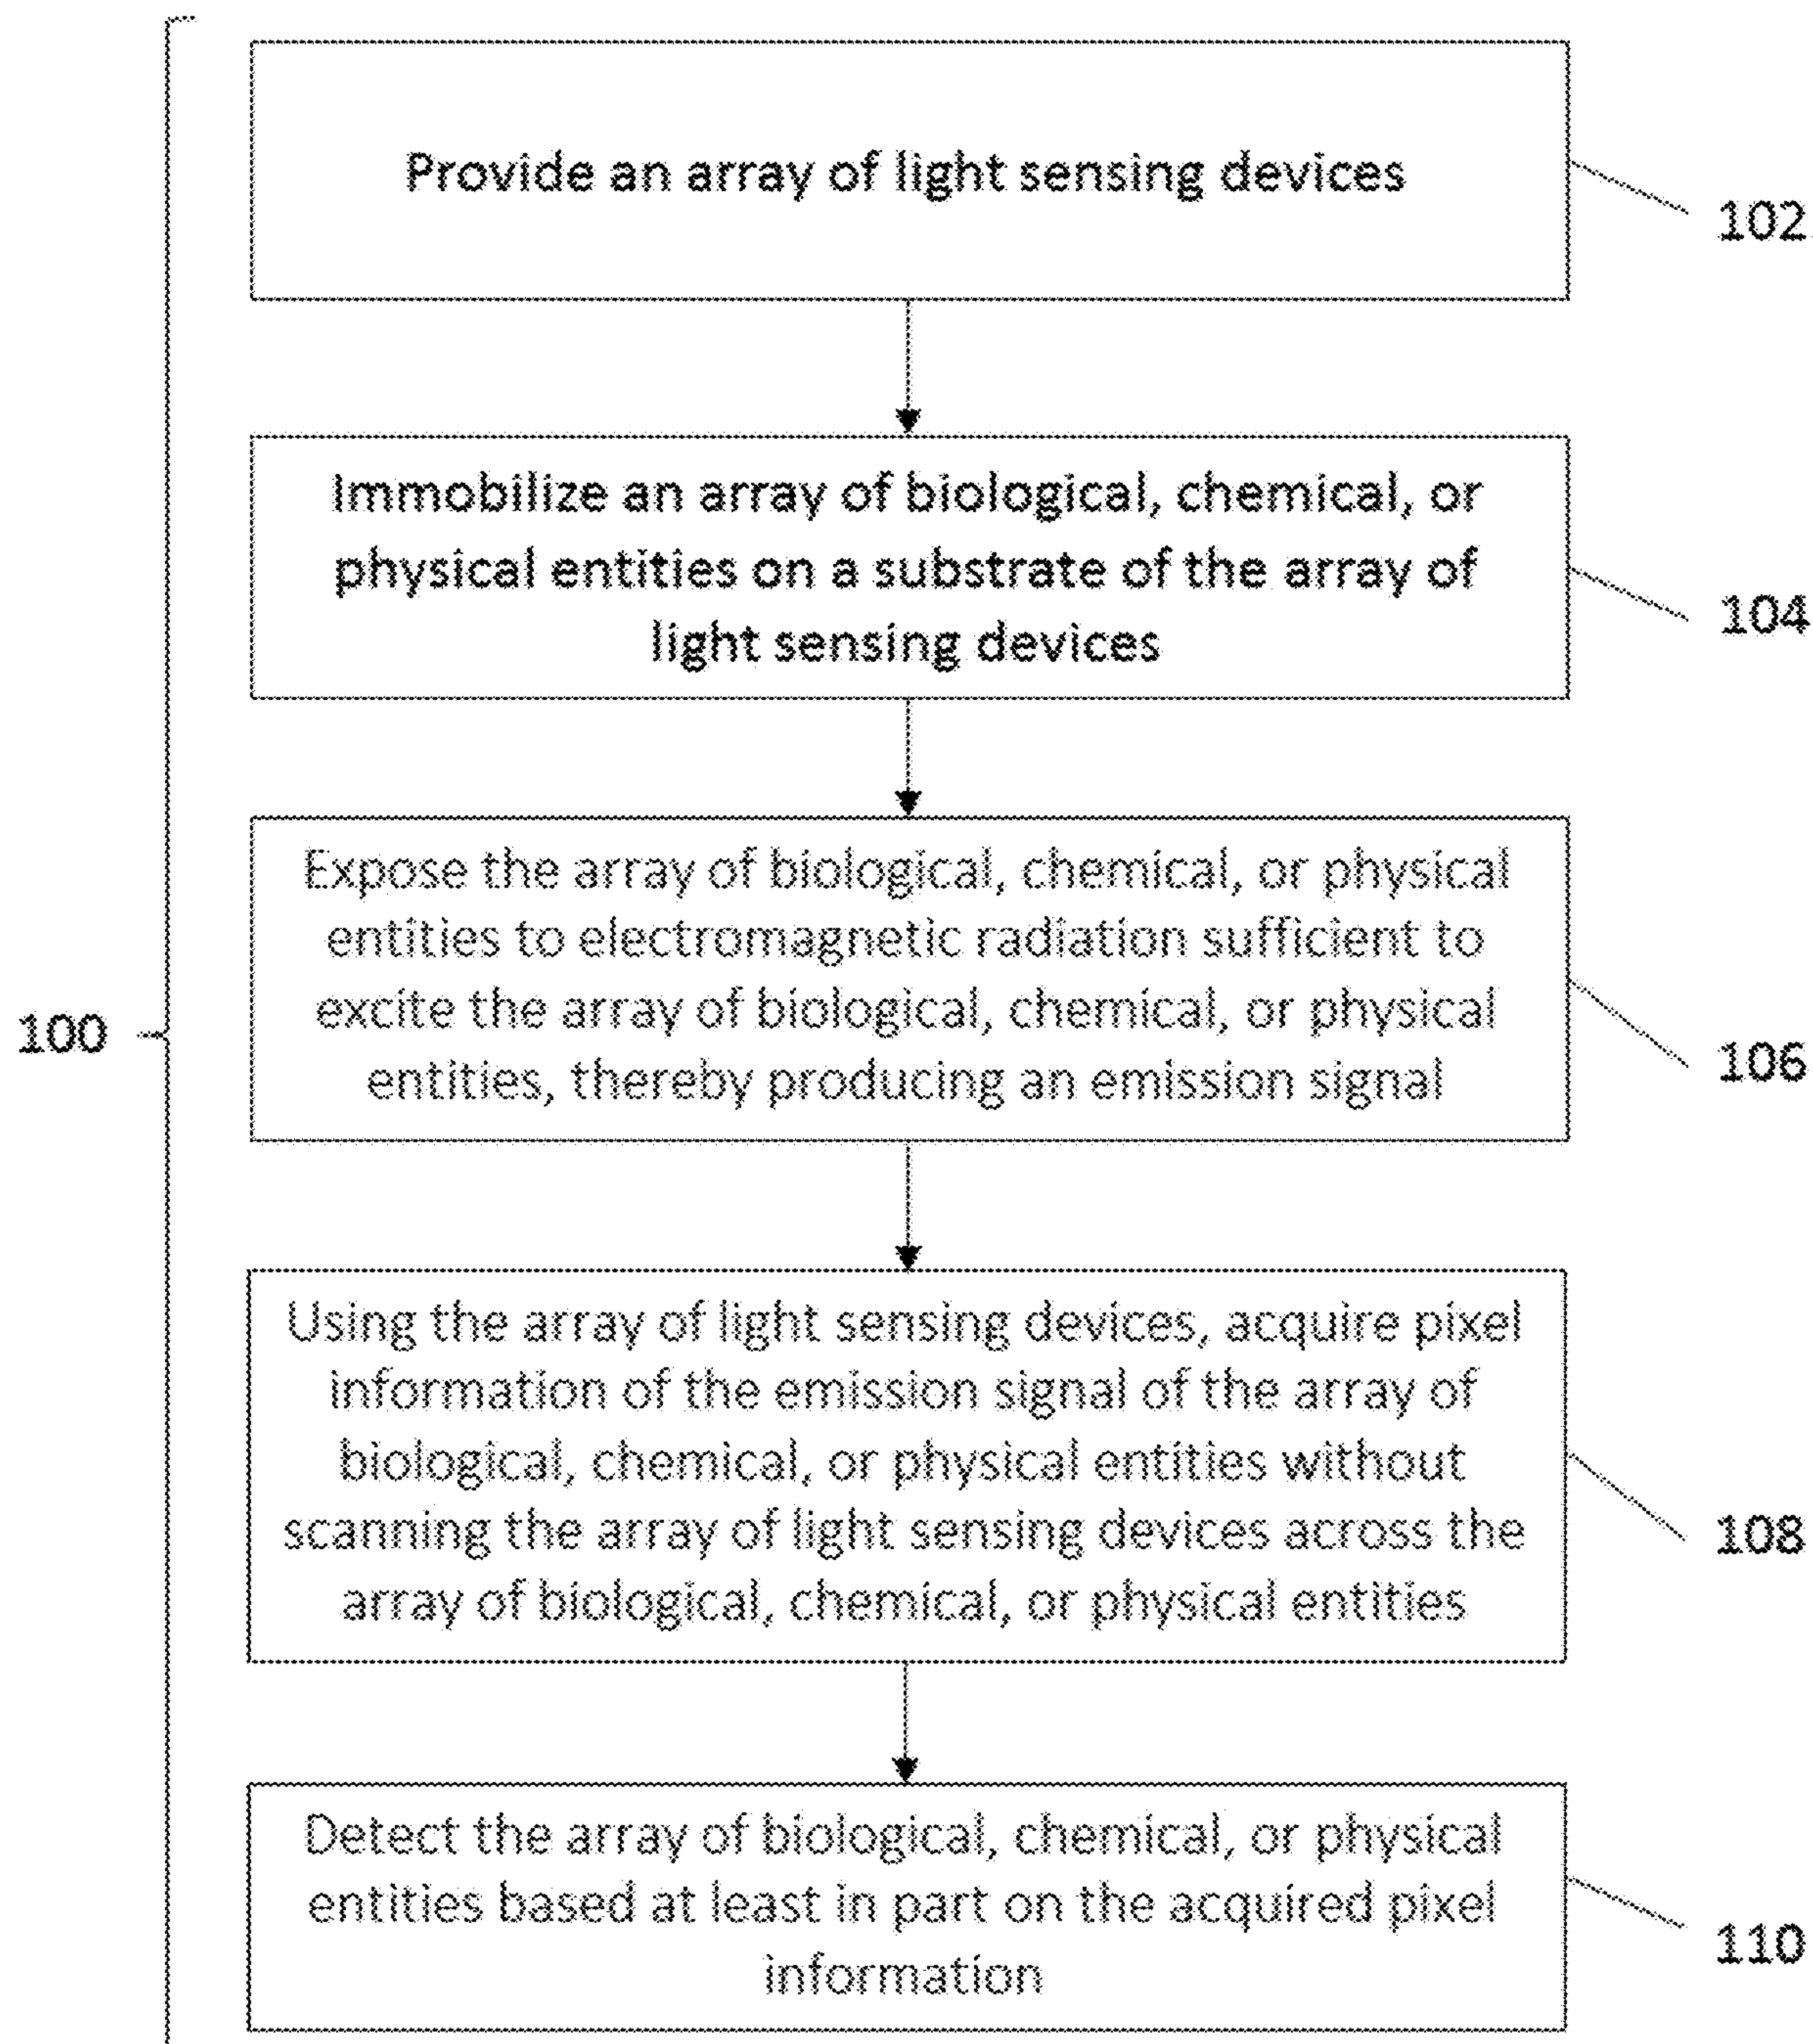 Provide an array of light sensing devices
102
Immobilize an array of biological, chemical, or
physical entities on a substrate of the array of
light sensing devices
104
Expose the array of biological, chemical, or physical
entities to electromagnetic radiation sufficient to
excite the array of biological, chemical, or physical
entities, thereby producing an emission signal
100
106
Using the array of light sensing devices, acquire pixel
information of the emission signal of the array of
biological, chemical, or physical entities without
scanning the array of light sensing devices across the
array of biological, chemical, or physical entities
108
Detect the array of biological, chemical, or physical
entities based at least in part on the acquired pixel
information
110